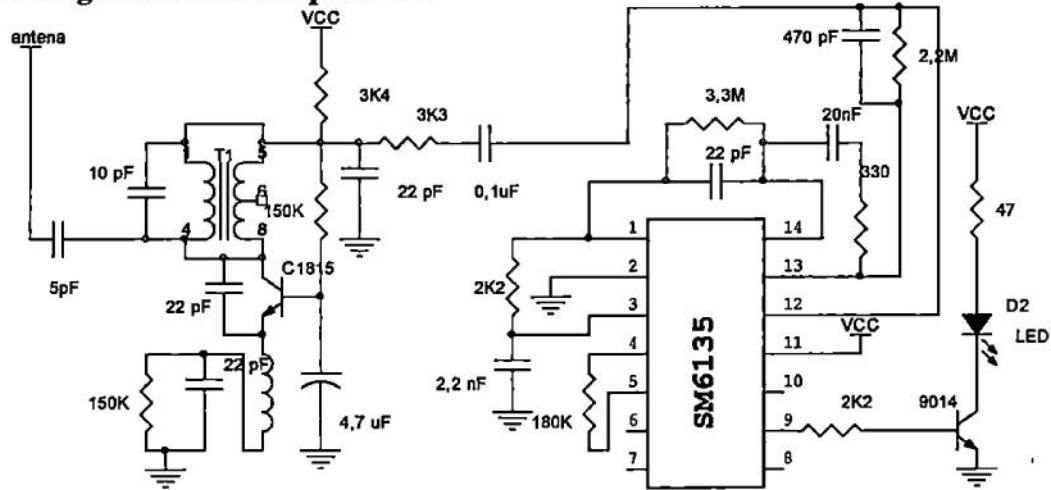 VCC
antena
470 pF
2,2M
3K4
3K3
3,3M
20nF
VCC
10 pF
T1
5
22 pF
330
6
150K
22 pF
0,1uF
47
4
8
1
14
5pF
C1815
2
13
2K2
22 pF
3
12
D2
LED
VCC
4
11
22 pF
2,2 nF
5
10
150K
4,7 uF
180K
SM6135
2K2
9014
6
9
7
8